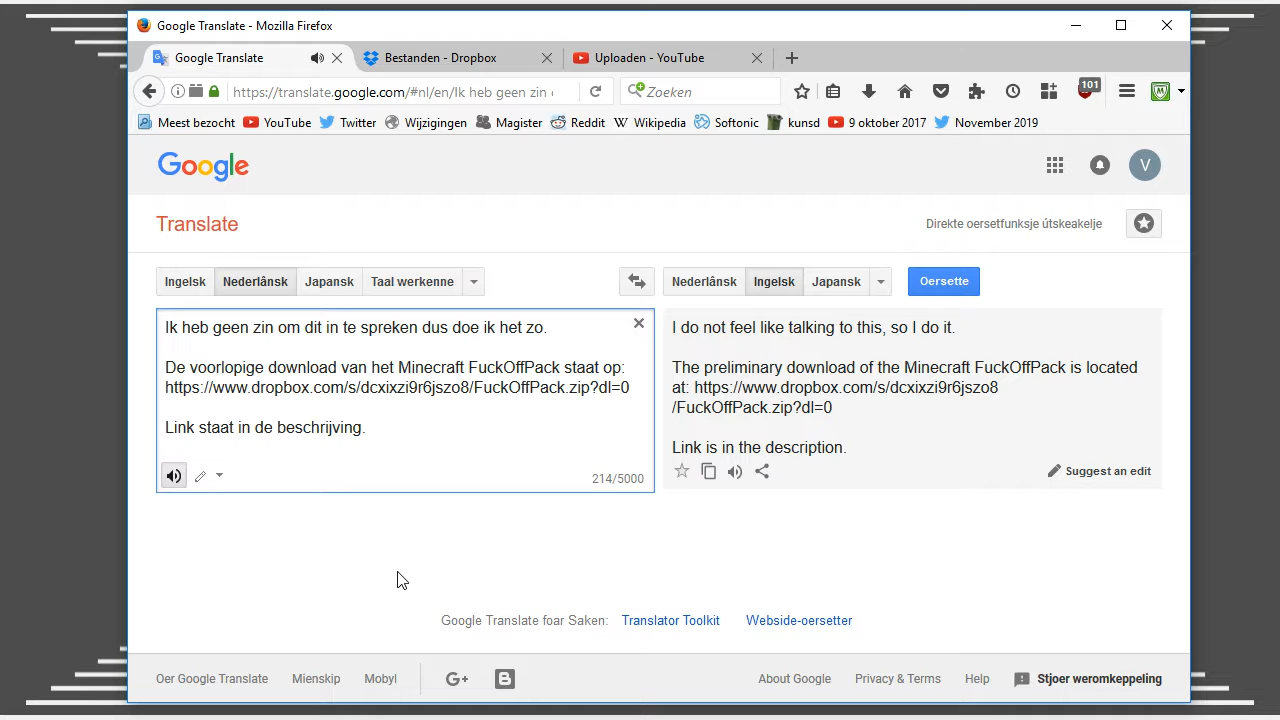 Google Translate - Mozilla Firefox
Google Translate
Bestanden - Dropbox
Uploaden - YouTube
https://translate.google.com/#nl/en/Ik heb geen zin o
Zoeken
101
Meest bezocht
YouTube
Twitter
Wijzigingen
Magister
Reddit
W Wikipedia
Softonic
kunsd
9 oktober 2017
November 2019
Google
V
Translate
Direkte oersetfunksje útskeakelje
Ingelsk
Nederlânsk
Japansk
Taal werkenne
Nederlânsk
Ingelsk
Japansk
Oersette
Ik heb geen zin om dit in te spreken dus doe ik het zo.
De voorlopige download van het Minecraft FuckOffPack staat op:
https://www.dropbox.com/s/dcxixzi9r6jszo8/FuckOffPack.zip?dl=0
Link staat in de beschrijving.
214/5000
I do not feel like talking to this, so I do it.
The preliminary download of the Minecraft FuckOffPack is located
at: https://www.dropbox.com/s/dcxixzi9r6jszo8
/FuckOffPack.zip?dl=0
Link is in the description.
Suggest an edit
Google Translate foar Saken:
Translator Toolkit
Webside-oersetter
Oer Google Translate
Mienskip
Mobyl
G+
About Google
Privacy & Terms
Help
Stjoer weromkeppeling